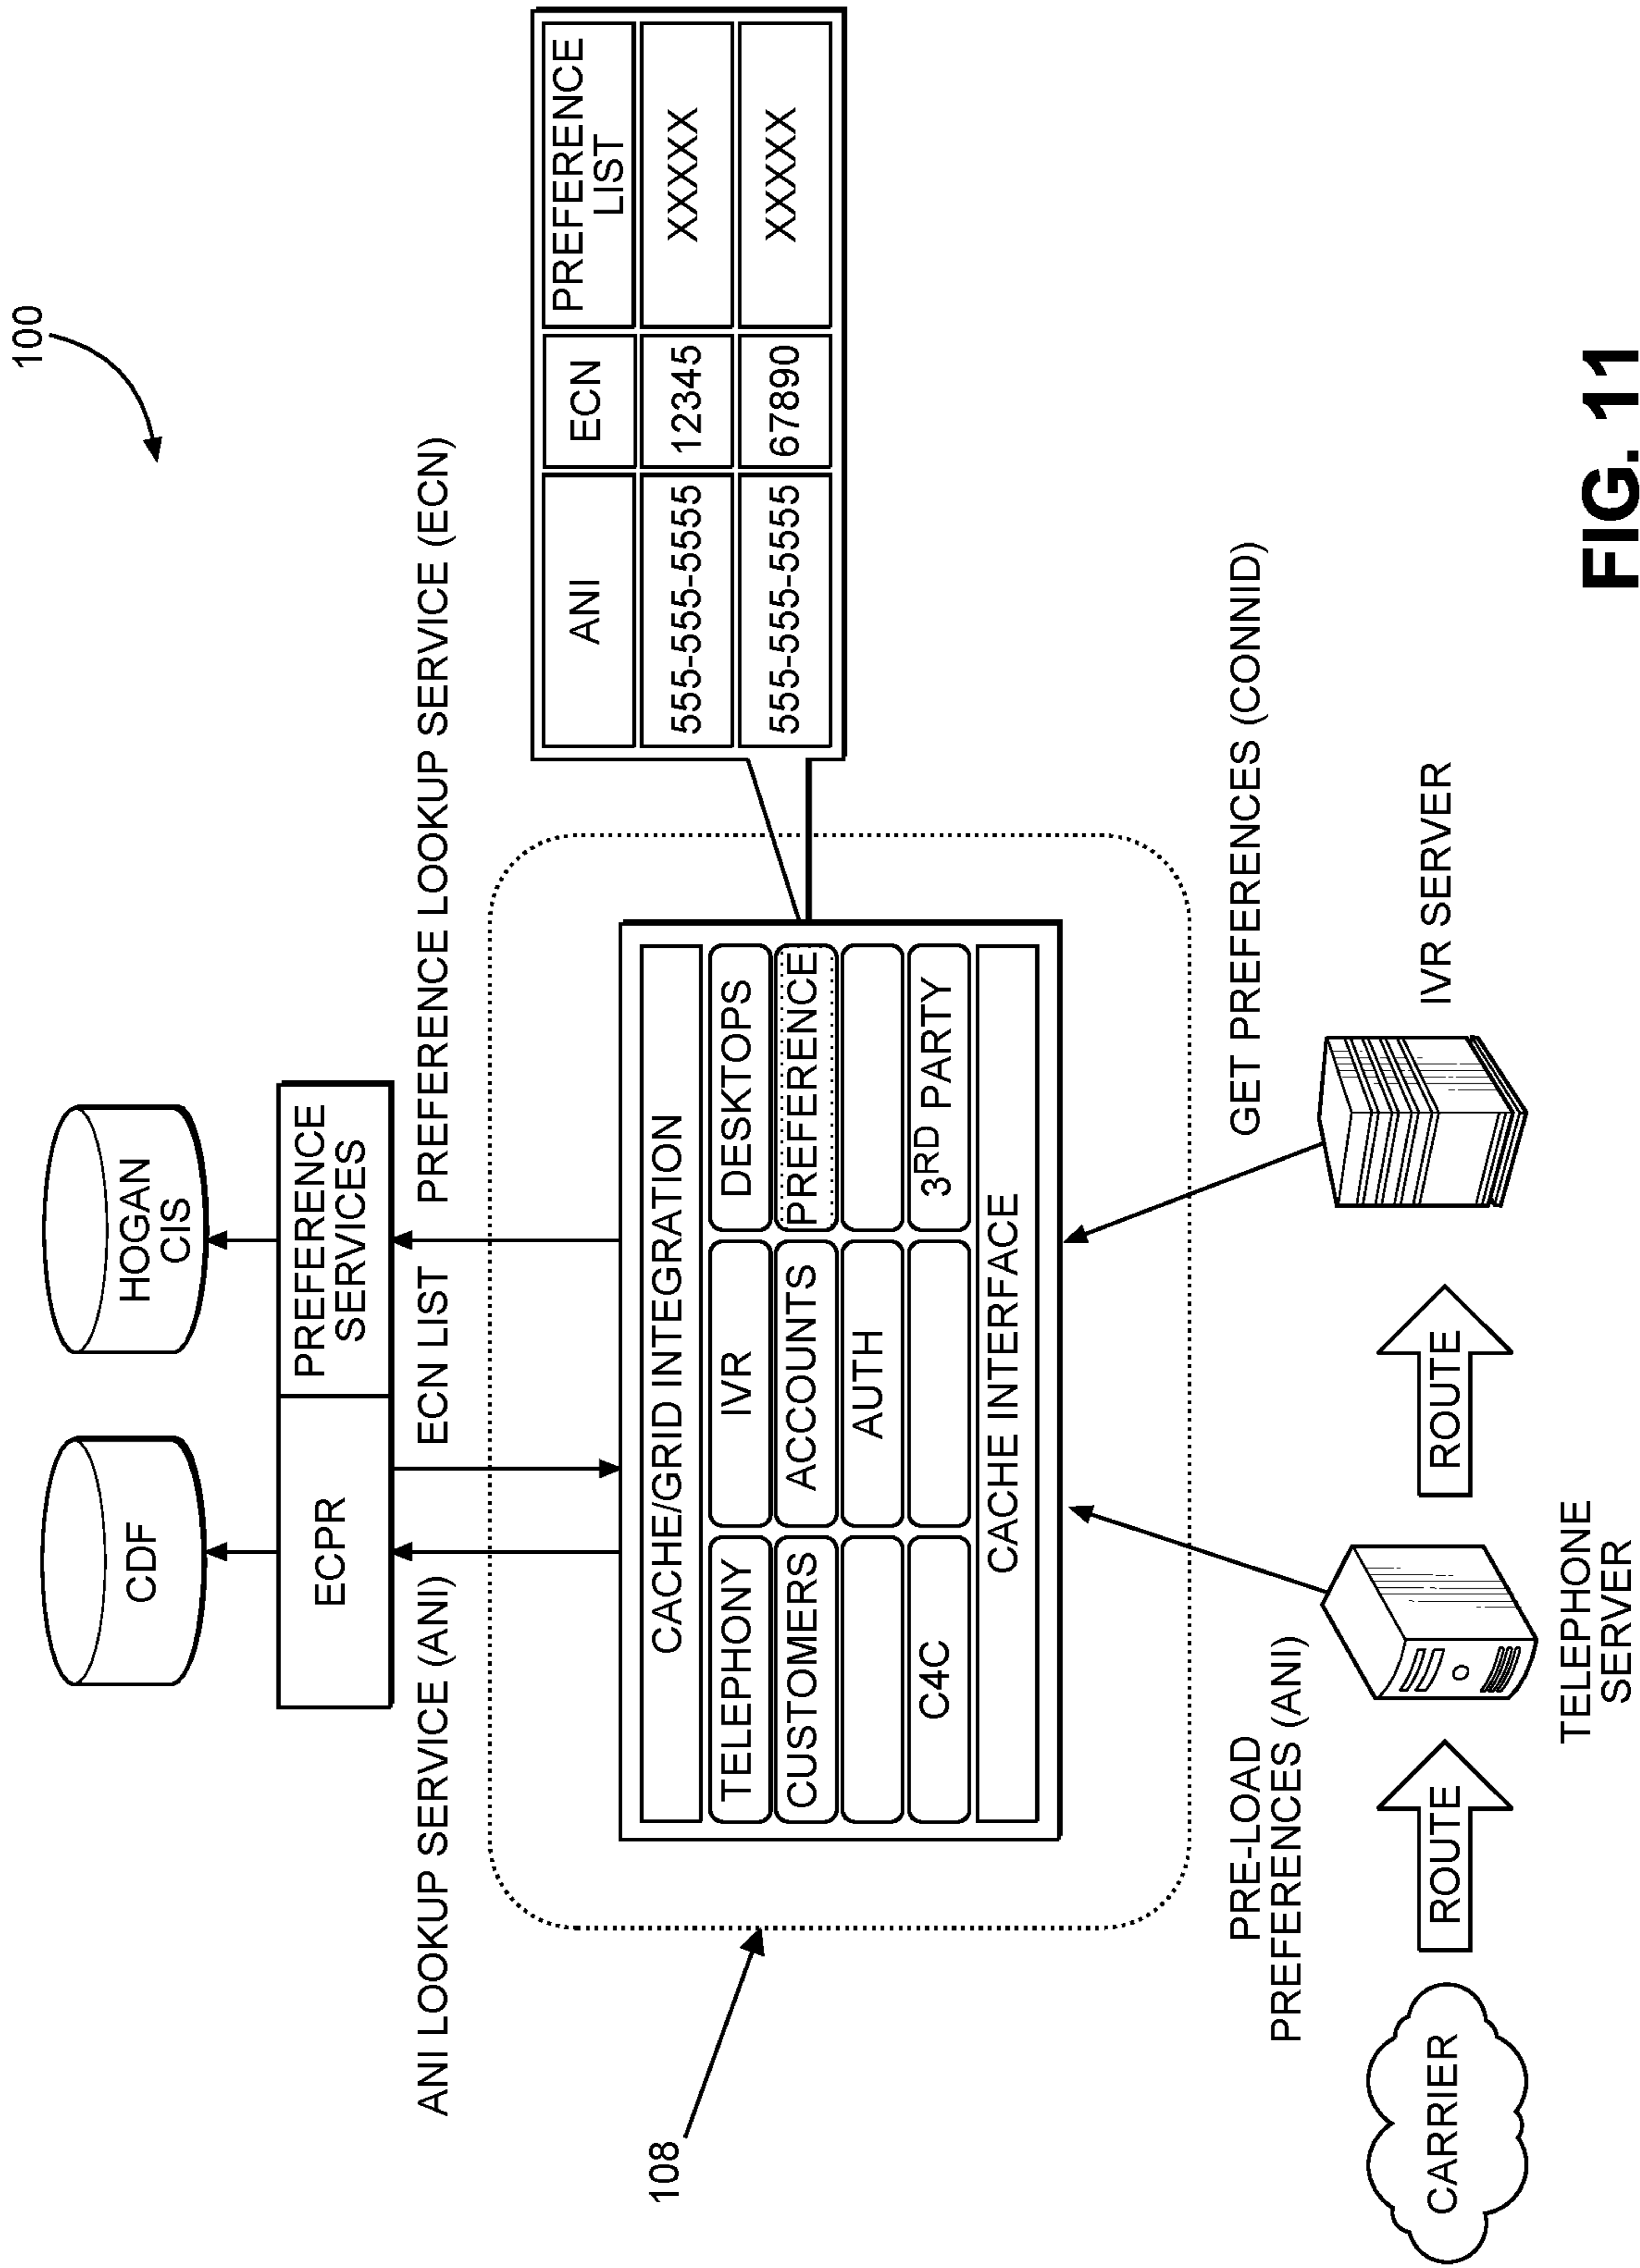 100
CDF
HOGAN
CIS
ECPR
PREFERENCE
SERVICES
ANI LOOKUP SERVICE (ANI)
ECN LIST
PREFERENCE LOOKUP SERVICE (ECN)
108
CACHE/GRID INTEGRATION
TELEPHONY
IVR
DESKTOPS
CUSTOMERS
ACCOUNTS
PREFERENCE
AUTH
C4C
3RD PARTY
CACHE INTERFACE
ANI
ECN
PREFERENCE
LIST
555-555-5555
12345
XXXXX
555-555-5555
67890
XXXXX
PRE-LOAD
PREFERENCES (ANI)
GET PREFERENCES (CONNID)
CARRIER
ROUTE
TELEPHONE
SERVER
ROUTE
IVR SERVER
FIG. 11